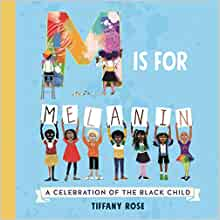 M IS FOR
MELANIN
A CELEBRATION OF THE BLACK CHILD
TIFFANY ROSE